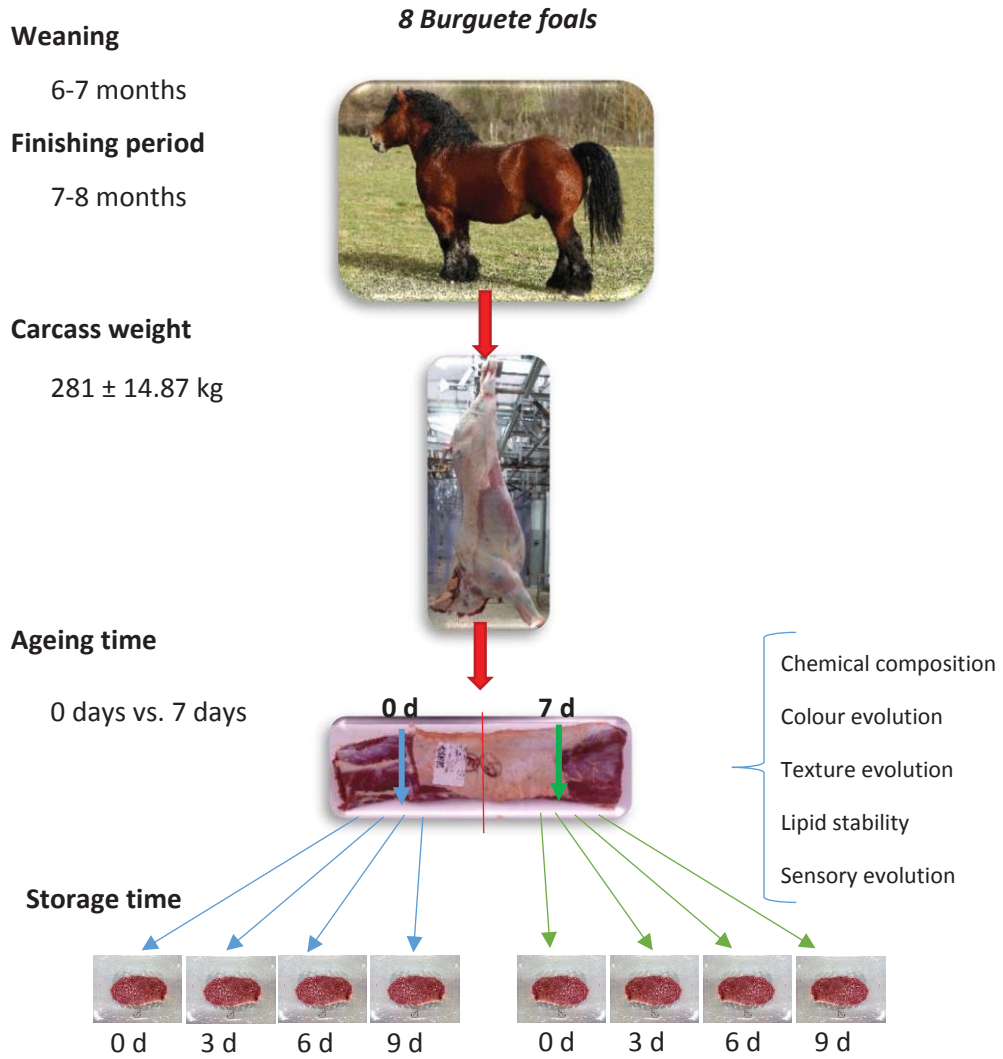 8 Burguete foals
Weaning
6-7 months
Finishing period
7-8 months
Carcass weight
281 ± 14.87 kg
Ageing time
0 days vs. 7 days
0 d
7 d
Chemical composition
Colour evolution
Texture evolution
Lipid stability
Sensory evolution
Storage time
0 d 3 d 6 d 9 d 0 d 3 d 6 d 9 d